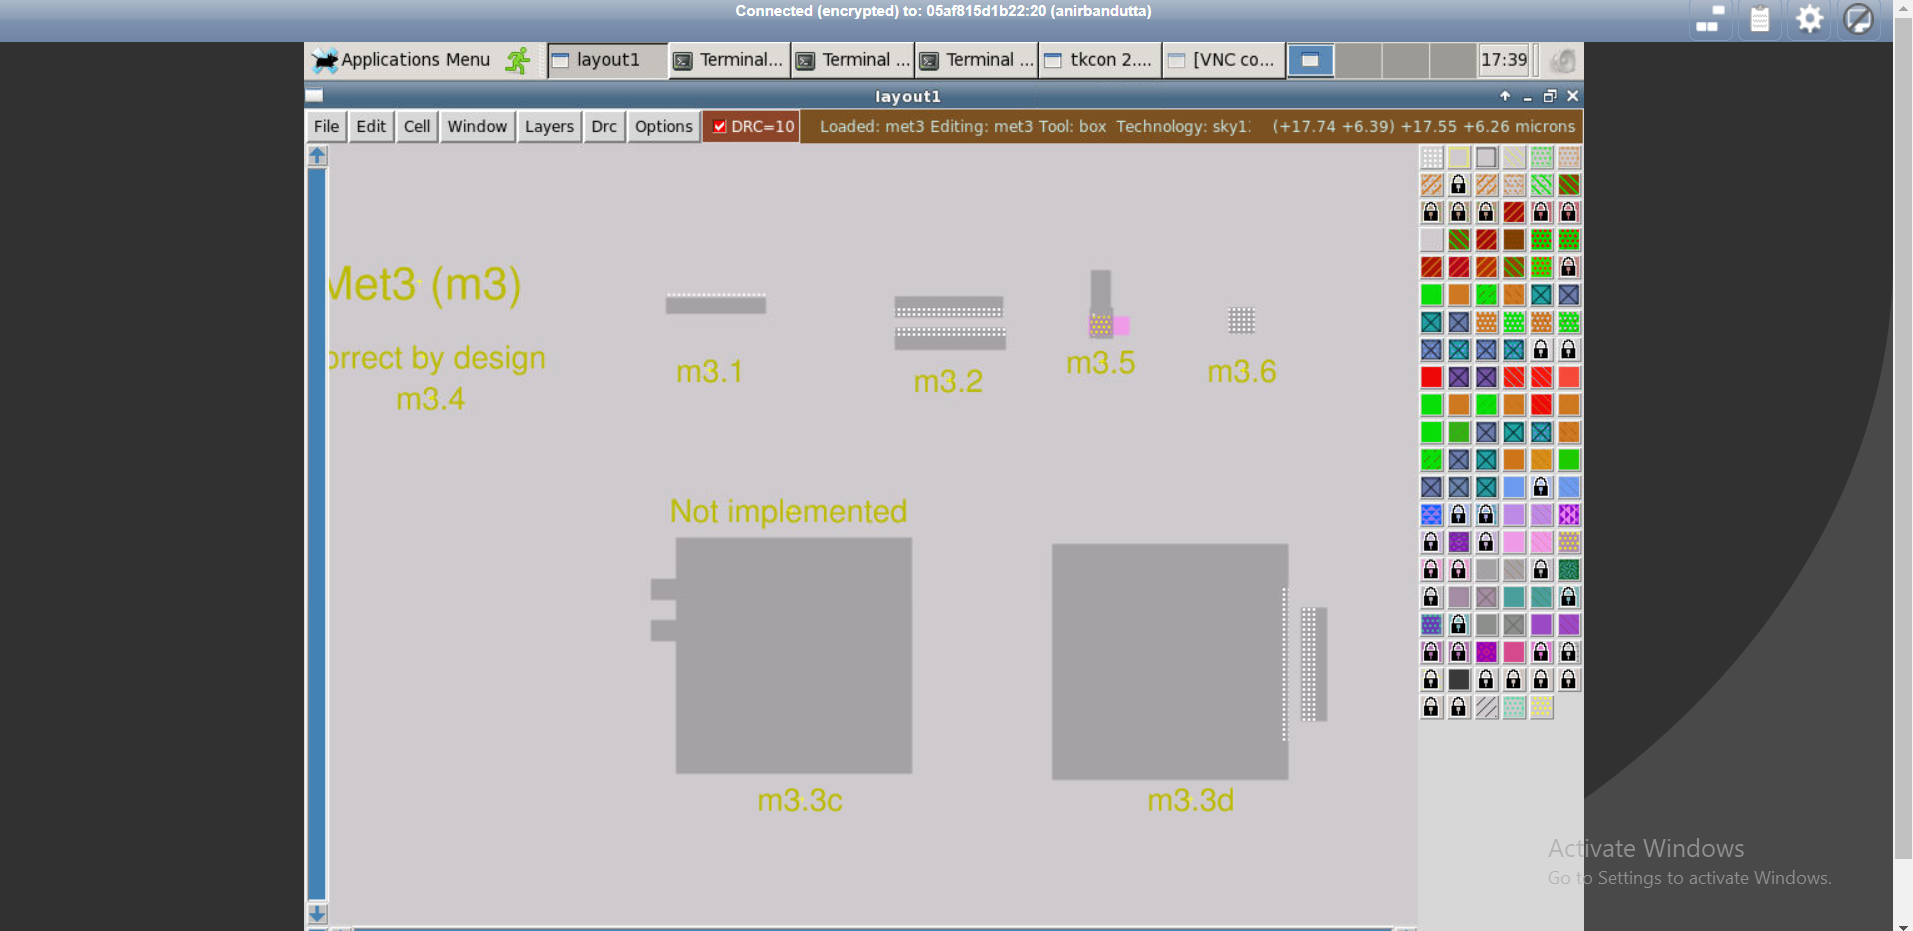 Connected (encrypted) to: 05af815d1b22:20 (anirbandutta)
Applications Menu layout1 Terminal... Terminal ... Terminal ... tkcon 2.... [VNC co... 17:39
layout1
File Edit Cell Window Layers Drc Options DRC=10 Loaded: met3 Editing: met3 Tool: box Technology: sky1 (+17.74 +6.39) +17.55 +6.26 microns
Met3 (m3)
orrect by design
m3.4
m3.1
m3.2
m3.5
m3.6
Not implemented
m3.3c
m3.3d
Activate Windows
Go to Settings to activate Windows.